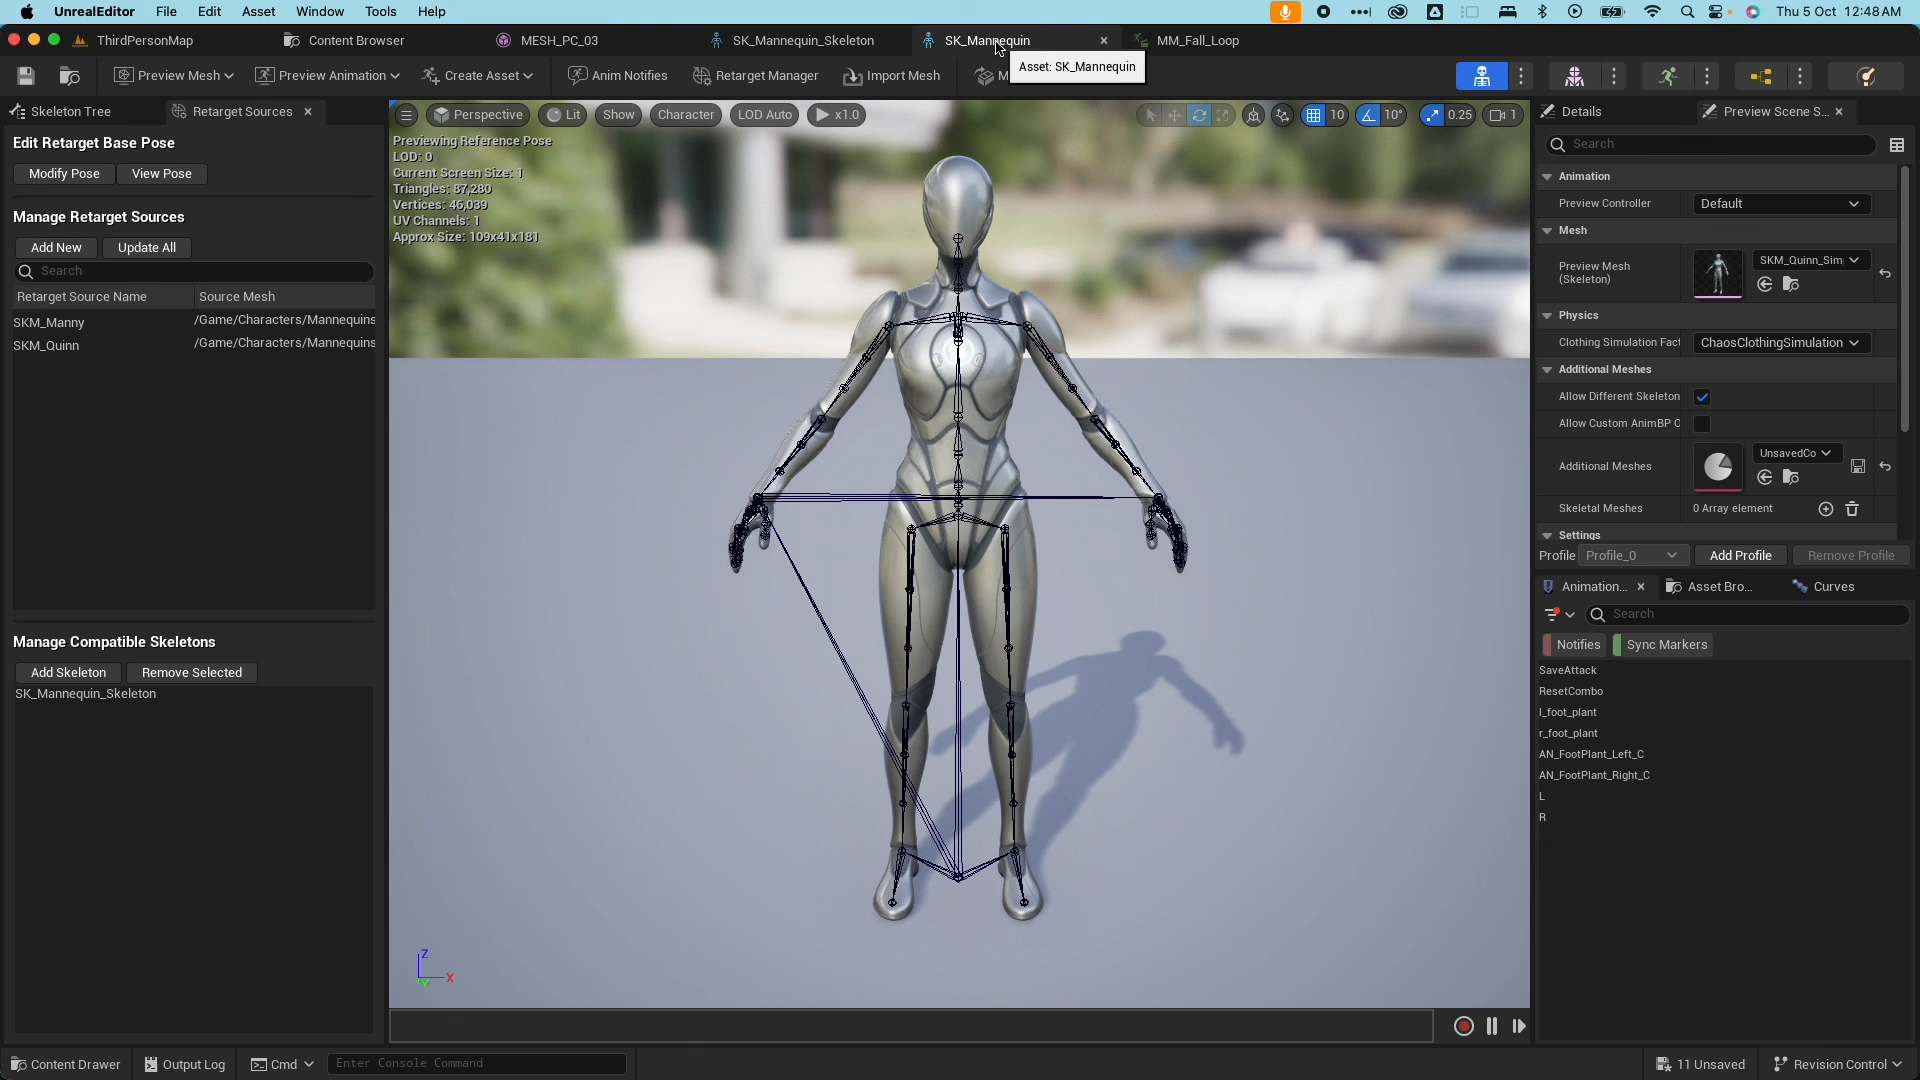 UnrealEditor File Edit Asset Window Tools Help Thu 5 Oct 12:48 AM
ThirdPersonMap Content Browser MESH_PC_03 SK_Mannequin_Skeleton SK_Mannequin MM_Fall_Loop
Asset: SK_Mannequin
Preview Mesh Preview Animation Create Asset Anim Notifies Retarget Manager Import Mesh M
Skeleton Tree Retarget Sources
Edit Retarget Base Pose
Modify Pose View Pose
Manage Retarget Sources
Add New Update All
Search
Retarget Source Name Source Mesh
SKM_Manny /Game/Characters/Mannequins
SKM_Quinn /Game/Characters/Mannequins
Manage Compatible Skeletons
Add Skeleton Remove Selected
SK_Mannequin_Skeleton
Perspective Lit Show Character LOD Auto x1.0 10 10° 0.25 1
Previewing Reference Pose
LOD: 0
Current Screen Size: 1
Triangles: 87,280
Vertices: 46,039
UV Channels: 1
Approx Size: 109x41x181
Z
X
Y
Details Preview Scene S...
Search
Animation
Preview Controller Default
Mesh
Preview Mesh
(Skeleton)
SKM_Quinn_Sim
Physics
Clothing Simulation Fact ChaosClothingSimulation
Additional Meshes
Allow Different Skeleton
Allow Custom AnimBP O
Additional Meshes UnsavedCo
Skeletal Meshes 0 Array element
Settings
Profile Profile_0 Add Profile Remove Profile
Animation... Asset Bro... Curves
Search
Notifies Sync Markers
SaveAttack
ResetCombo
l_foot_plant
r_foot_plant
AN_FootPlant_Left_C
AN_FootPlant_Right_C
L
R
Content Drawer Output Log Cmd Enter Console Command 11 Unsaved Revision Control